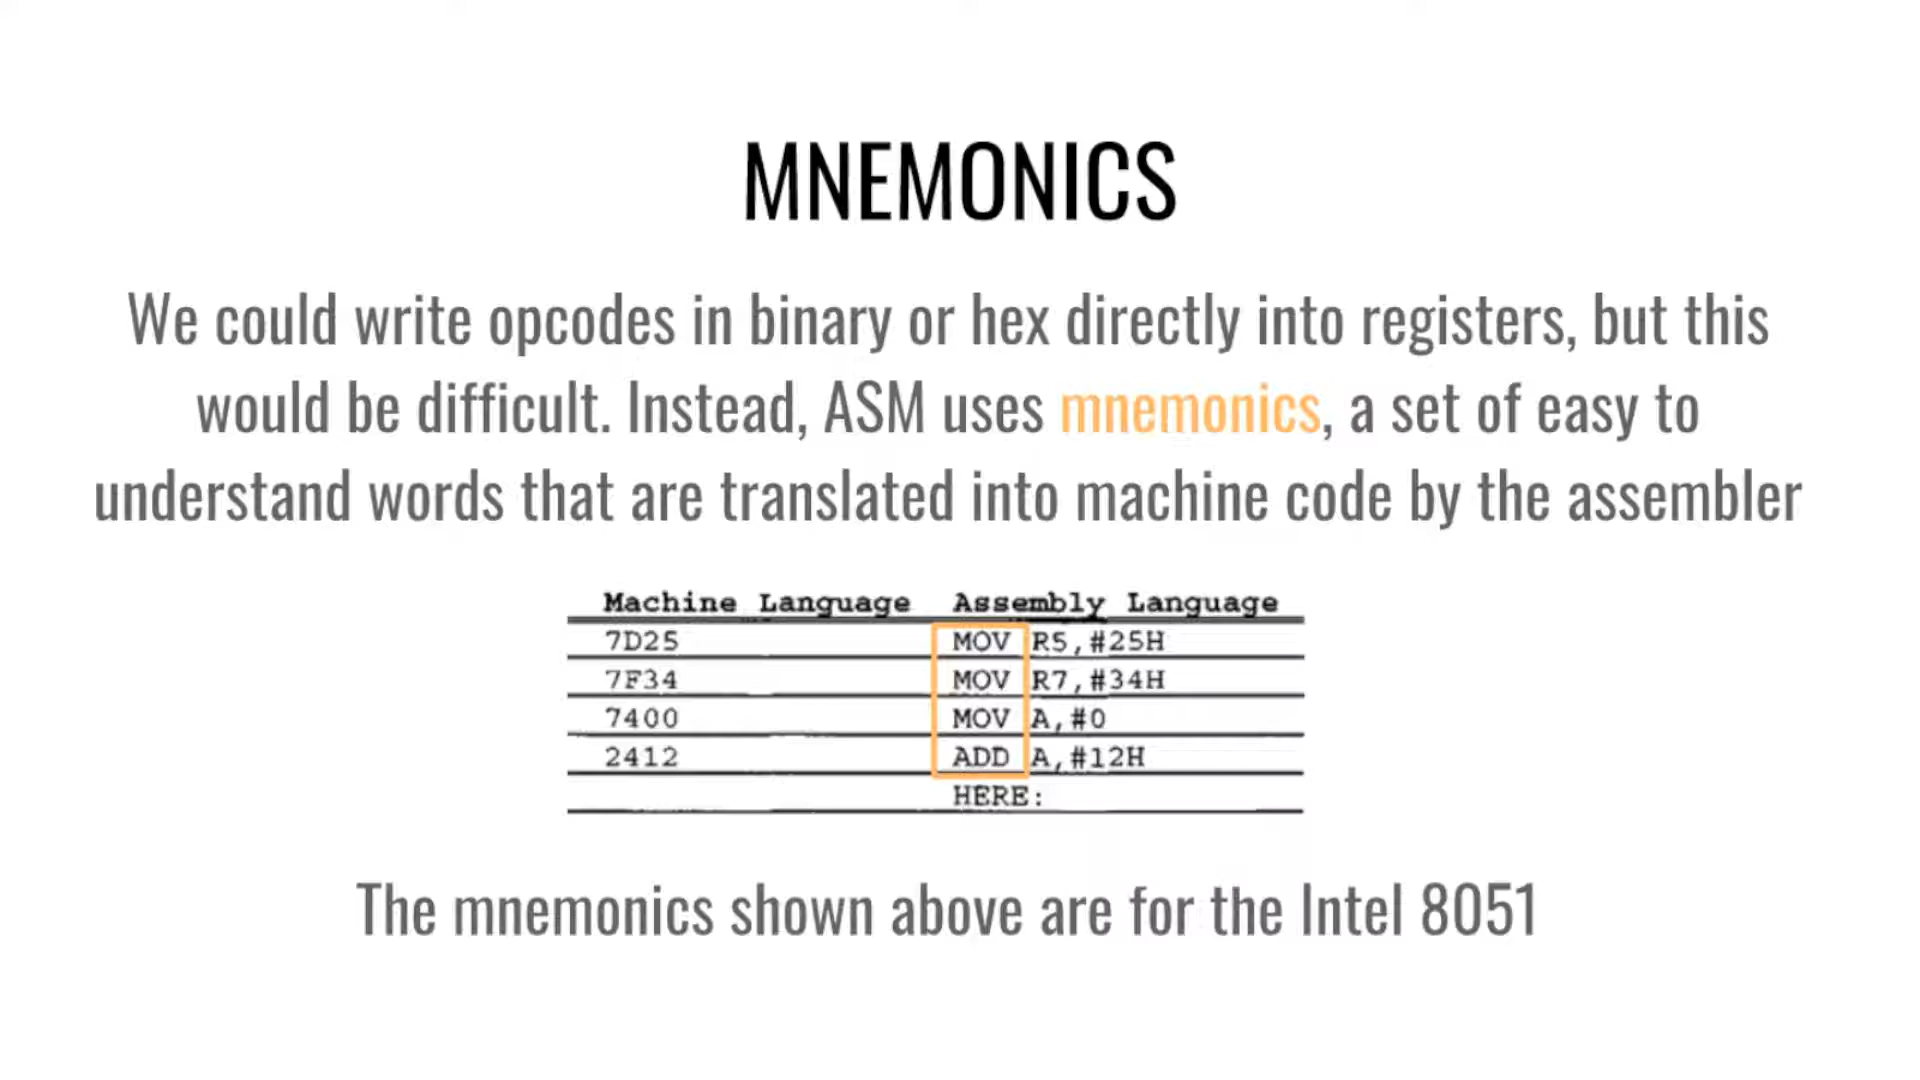 MNEMONICS
We could write opcodes in binary or hex directly into registers, but this
would be difficult. Instead, ASM uses mnemonics, a set of easy to
understand words that are translated into machine code by the assembler
Machine Language Assembly Language
7D25 MOV R5,#25H
7F34 MOV R7,#34H
7400 MOV A,#0
2412 ADD A,#12H
HERE:
The mnemonics shown above are for the Intel 8051